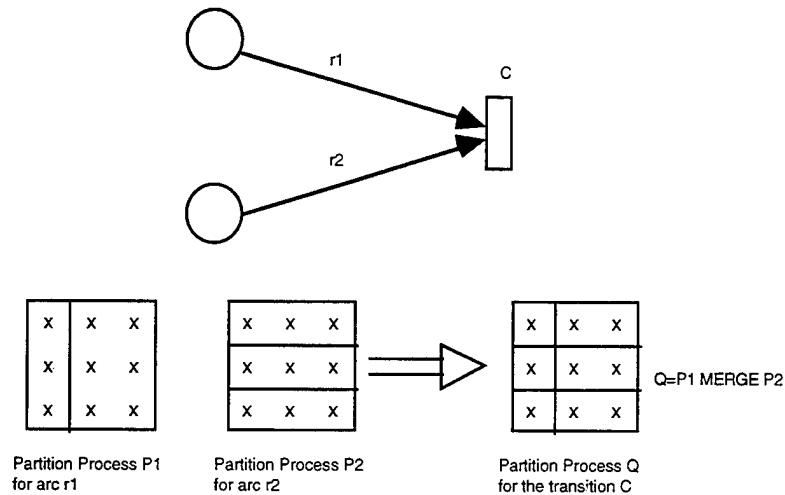 r1
C
r2
x x x
x x x
x x x
x x x
x x x
x x x
x x x
x x x
x x x
Q=P1 MERGE P2
Partition Process P1
for arc r1
Partition Process P2
for arc r2
Partition Process Q
for the transition C